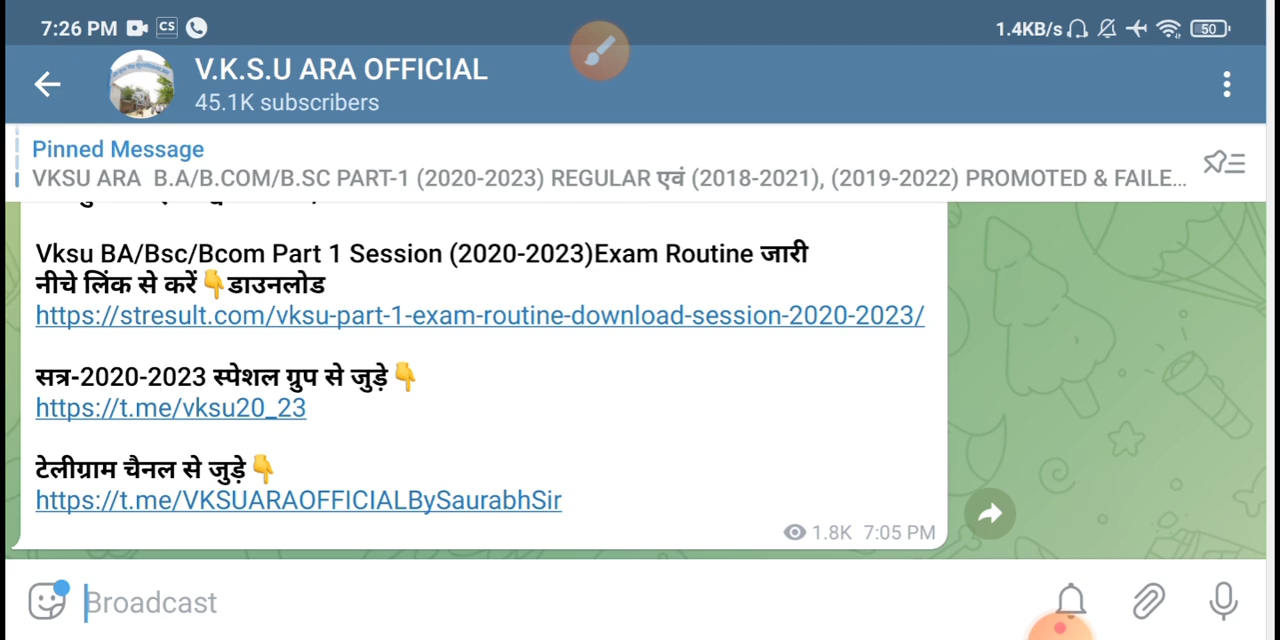 7:26 PM CS 1.4KB/s 50
V.K.S.U ARA OFFICIAL
45.1K subscribers
Pinned Message
VKSU ARA B.A/B.COM/B.SC PART-1 (2020-2023) REGULAR एवं (2018-2021), (2019-2022) PROMOTED & FAILE...
Vksu BA/Bsc/Bcom Part 1 Session (2020-2023)Exam Routine जारी
नीचे लिंक से करें👇डाउनलोड
https://stresult.com/vksu-part-1-exam-routine-download-session-2020-2023/
सत्र-2020-2023 स्पेशल ग्रुप से जुड़े👇
https://t.me/vksu20_23
टेलीग्राम चैनल से जुड़े👇
https://t.me/VKSUARAOFFICIALBySaurabhSir
1.8K 7:05 PM
Broadcast